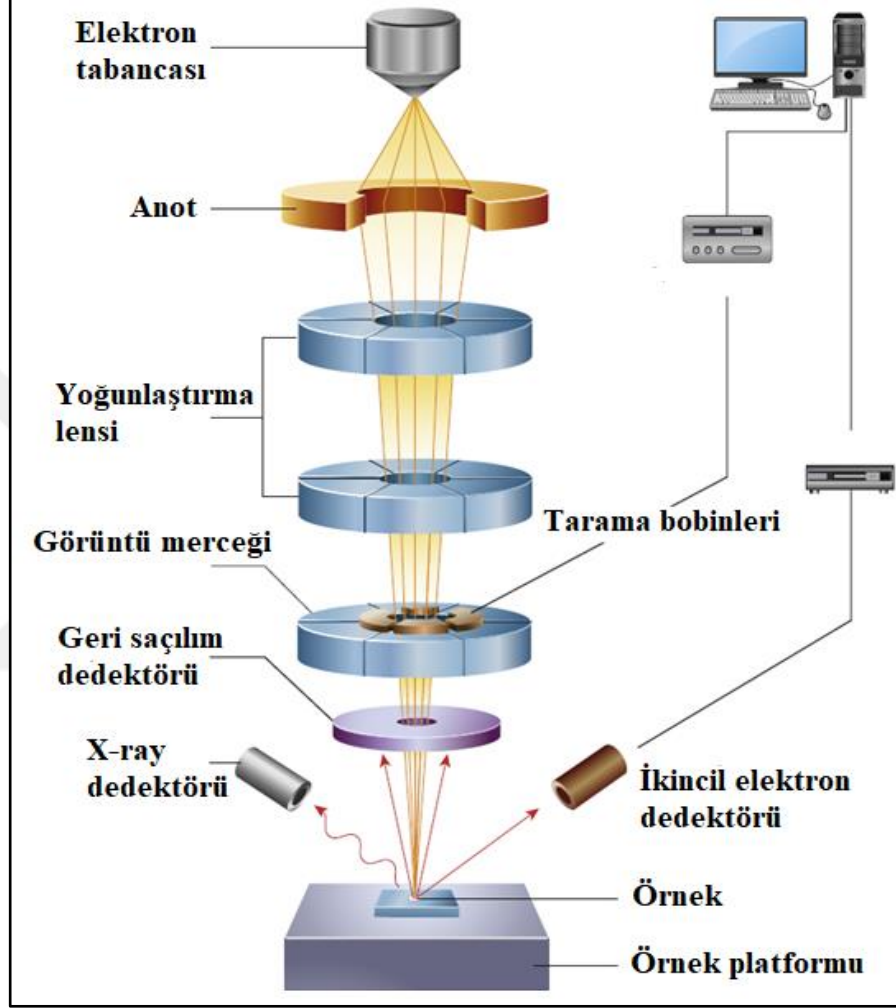 Elektron
tabancası
Anot
Yoğunlaştırma
lensi
Tarama bobinleri
Görüntü merceği
Geri saçılım
dedektörü
X-ray
dedektörü
İkincil elektron
dedektörü
Örnek
Örnek platformu